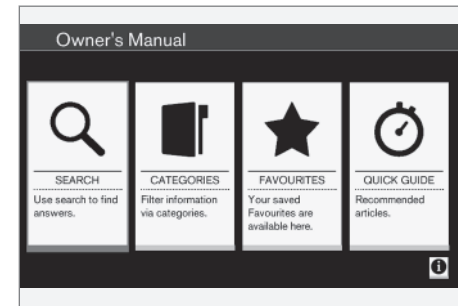 Owner's Manual
SEARCH
Use search to find
answers.
CATEGORIES
Filter information
via categories.
FAVOURITES
Your saved
Favourites are
available here.
QUICK GUIDE
Recommended
articles.
i